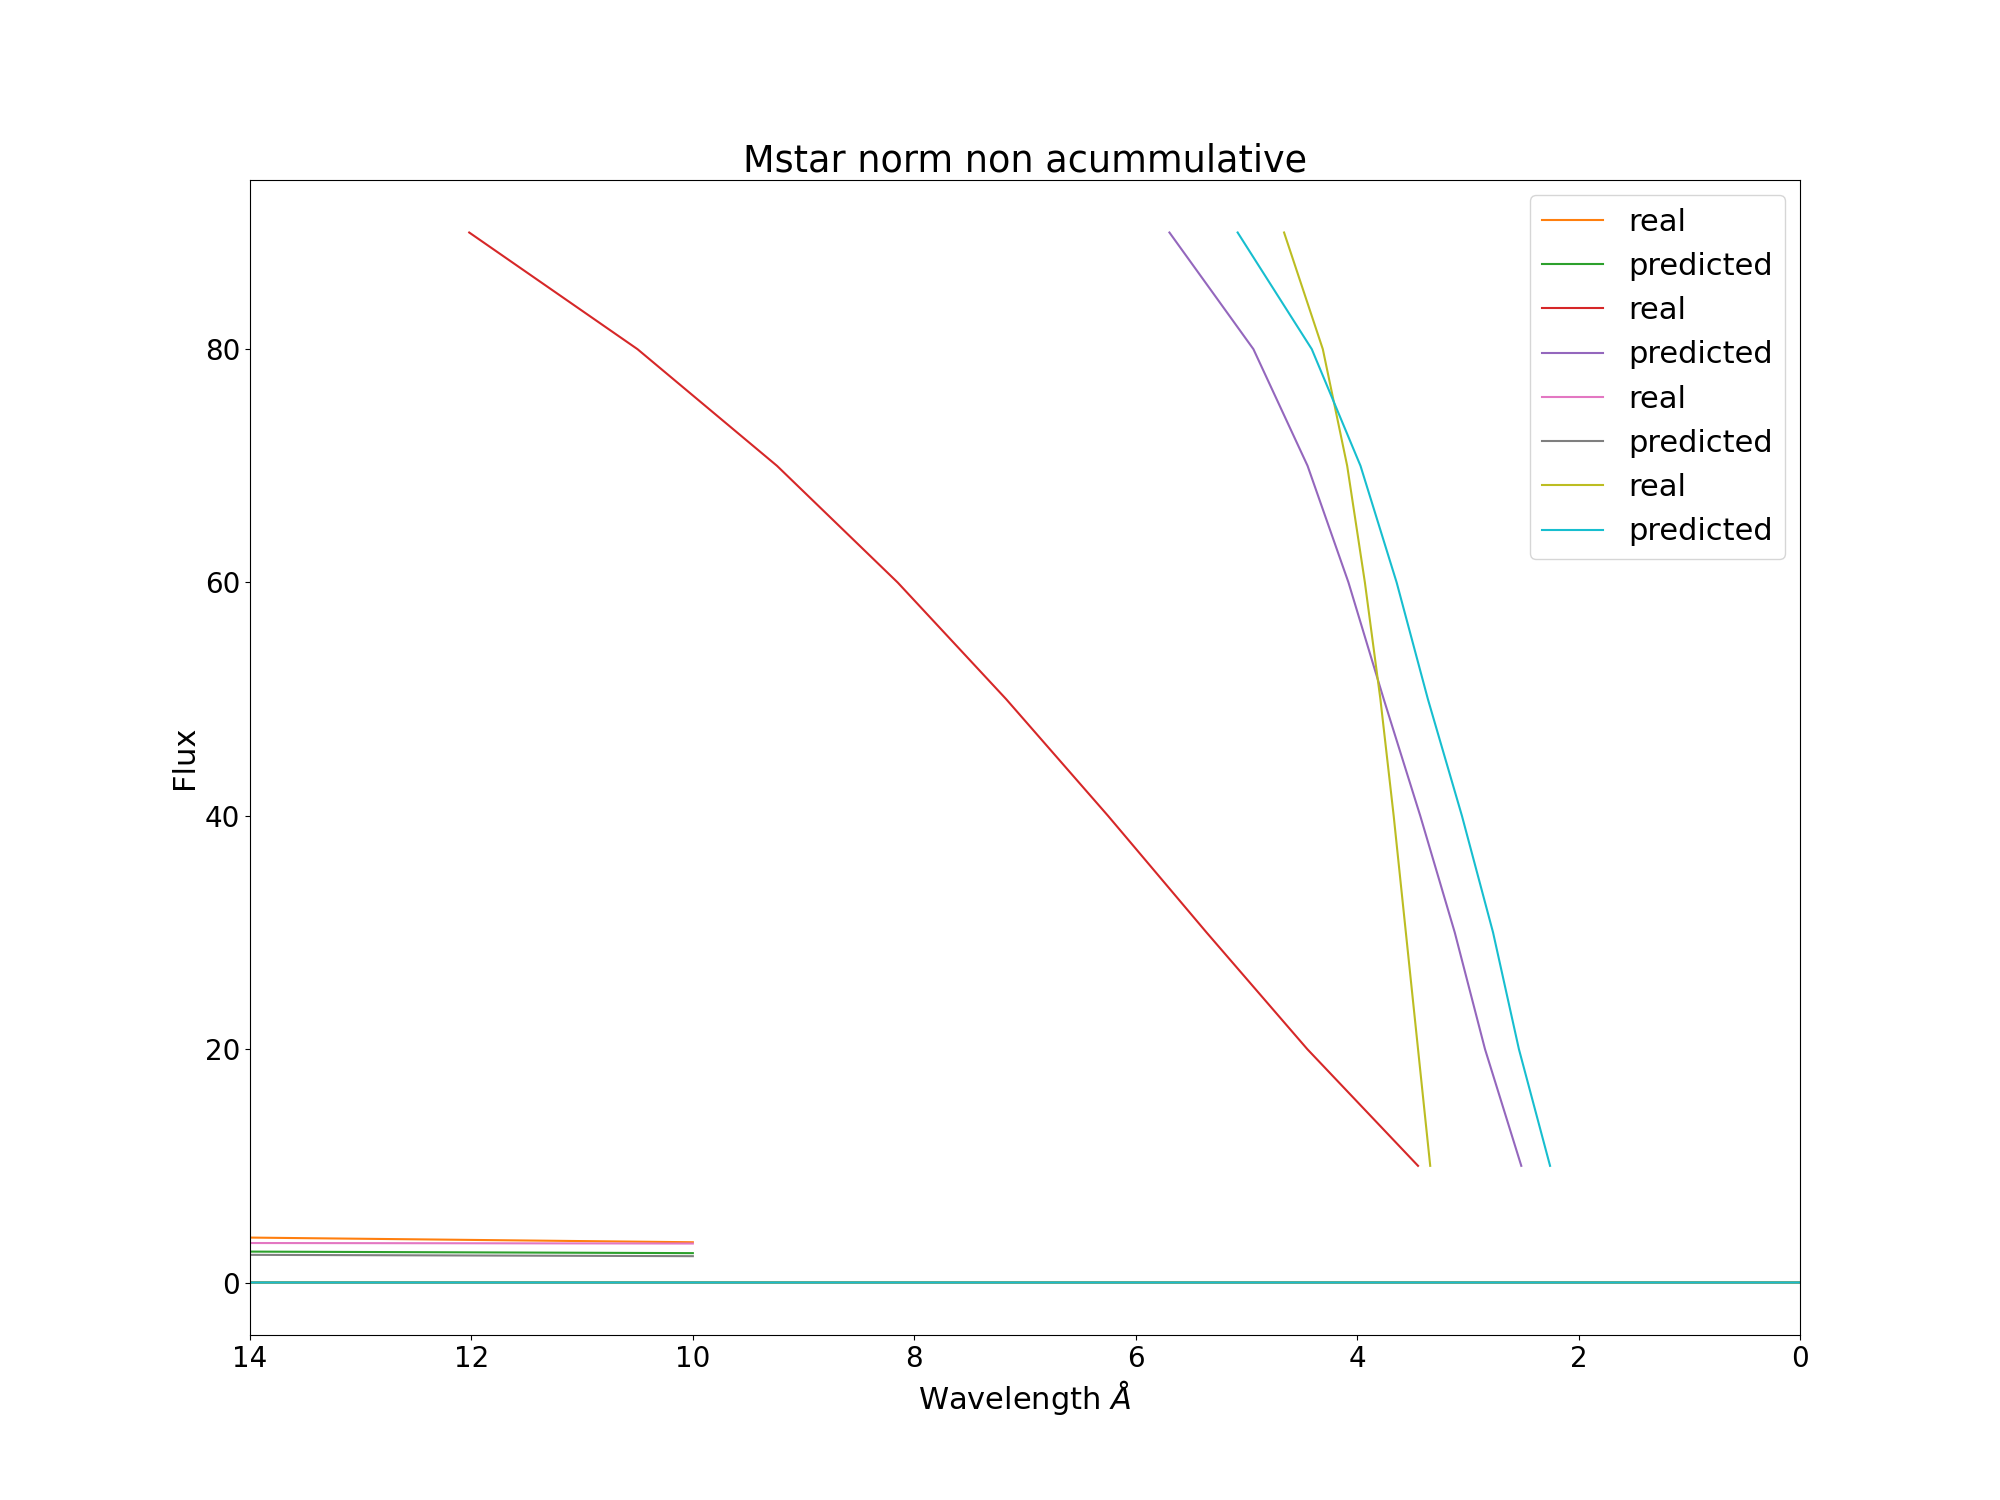 Mstar norm non acummulative
real
predicted
real
predicted
real
predicted
real
predicted
80
60
40
20
0
Flux
14 12 10 8 6 4 2 0
Wavelength Å